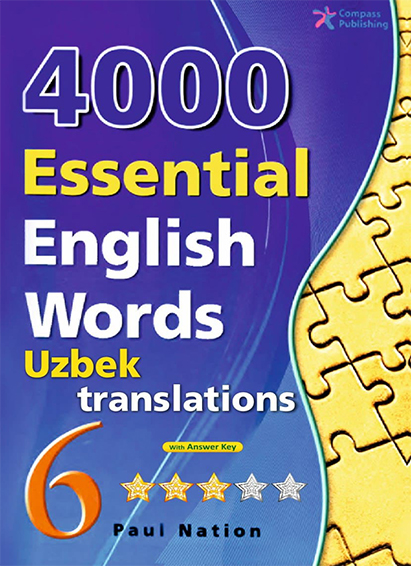 Compass
Publishing
4000
Essential
English
Words
Uzbek
translations
With Answer Key
6
Paul Nation